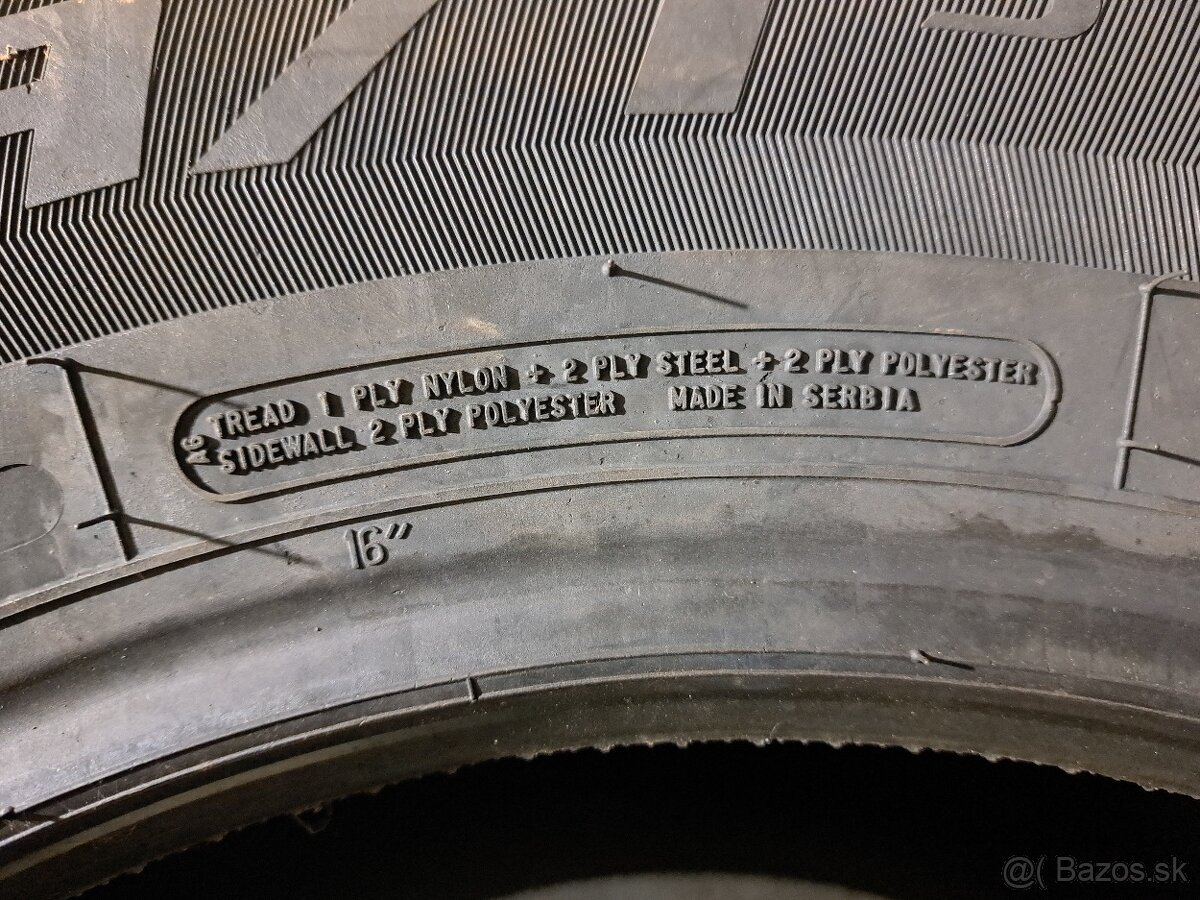 AG
TREAD 1 PLY NYLON + 2 PLY STEEL + 2 PLY POLYESTER
SIDEWALL 2 PLY POLYESTER MADE IN SERBIA
16"
@( Bazos.sk